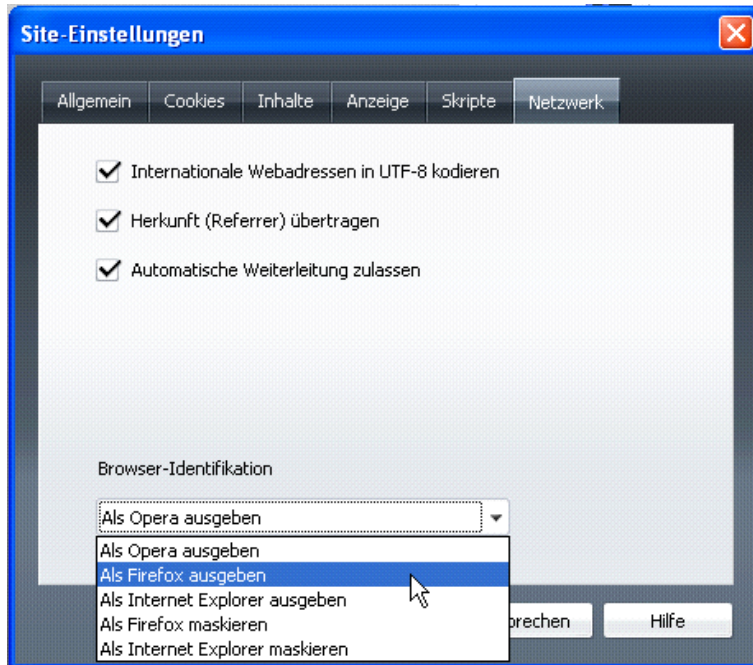 Site-Einstellungen
Allgemein Cookies Inhalte Anzeige Skripte Netzwerk
Internationale Webadressen in UTF-8 kodieren
Herkunft (Referrer) übertragen
Automatische Weiterleitung zulassen
Browser-Identifikation
Als Opera ausgeben
Als Opera ausgeben
Als Firefox ausgeben
Als Internet Explorer ausgeben
Als Firefox maskieren
Als Internet Explorer maskieren
Hilfe